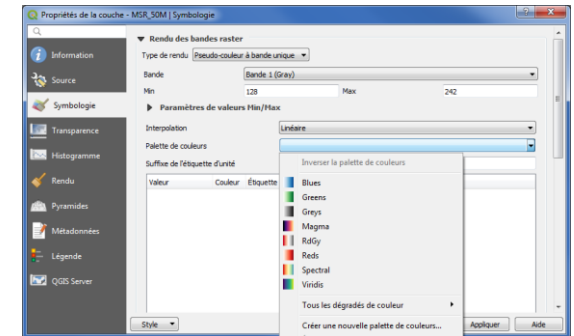 Propriétés de la couche - MSR_50M | Symbologie
Information
Source
Symbologie
Transparence
Histogramme
Rendu
Pyramides
Métadonnées
Légende
QGIS Server
Rendu des bandes raster
Type de rendu Pseudo-couleur à bande unique
Bande Bande 1 (Gray)
Min 128 Max 242
Paramètres de valeurs Min/Max
Interpolation Linéaire
Palette de couleurs
Suffixe de l'étiquette d'unité
Valeur Couleur Étiquette
Inverser la palette de couleurs
Blues
Greens
Greys
Magma
RdGy
Reds
Spectral
Viridis
Tous les dégradés de couleur
Créer une nouvelle palette de couleurs...
Style Appliquer Aide